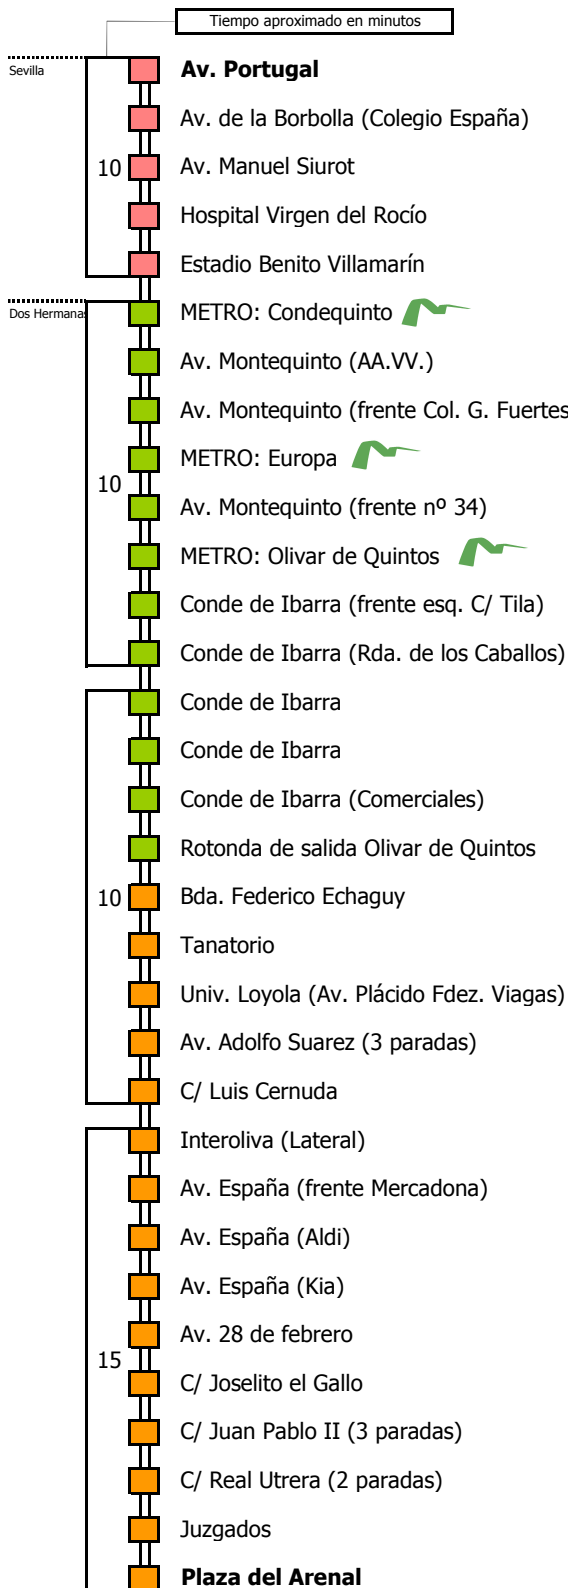 Tiempo aproximado en minutos
Sevilla
Av. Portugal
Av. de la Borbolla (Colegio España)
10
Av. Manuel Siurot
Hospital Virgen del Rocío
Estadio Benito Villamarín
Dos Hermanas
METRO: Condequinto
Av. Montequinto (AA.VV.)
Av. Montequinto (frente Col. G. Fuertes
METRO: Europa
10
Av. Montequinto (frente nº 34)
METRO: Olivar de Quintos
Conde de Ibarra (frente esq. C/ Tila)
Conde de Ibarra (Rda. de los Caballos)
Conde de Ibarra
Conde de Ibarra
Conde de Ibarra (Comerciales)
Rotonda de salida Olivar de Quintos
10
Bda. Federico Echaguy
Tanatorio
Univ. Loyola (Av. Plácido Fdez. Viagas)
Av. Adolfo Suarez (3 paradas)
C/ Luis Cernuda
Interoliva (Lateral)
Av. España (frente Mercadona)
Av. España (Aldi)
Av. España (Kia)
Av. 28 de febrero
15
C/ Joselito el Gallo
C/ Juan Pablo II (3 paradas)
C/ Real Utrera (2 paradas)
Juzgados
Plaza del Arenal